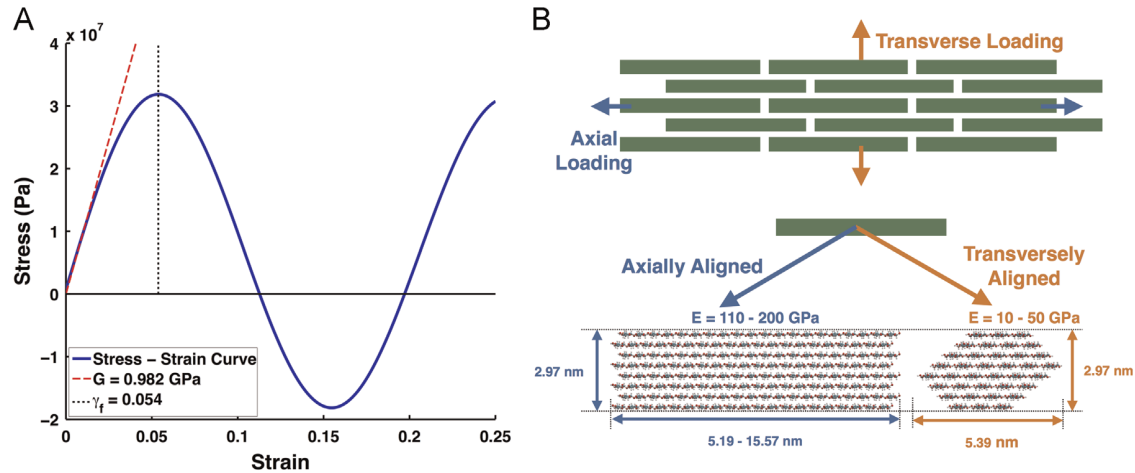 A
x 10⁷
4
3
2
1
0
−1
−2
Stress (Pa)
0
0.05
0.1
0.15
0.2
0.25
Strain
Stress − Strain Curve
G = 0.982 GPa
γf = 0.054
B
Transverse Loading
Axial
Loading
Axially Aligned
Transversely
Aligned
E = 110 - 200 GPa
E = 10 - 50 GPa
2.97 nm
2.97 nm
5.19 - 15.57 nm
5.39 nm